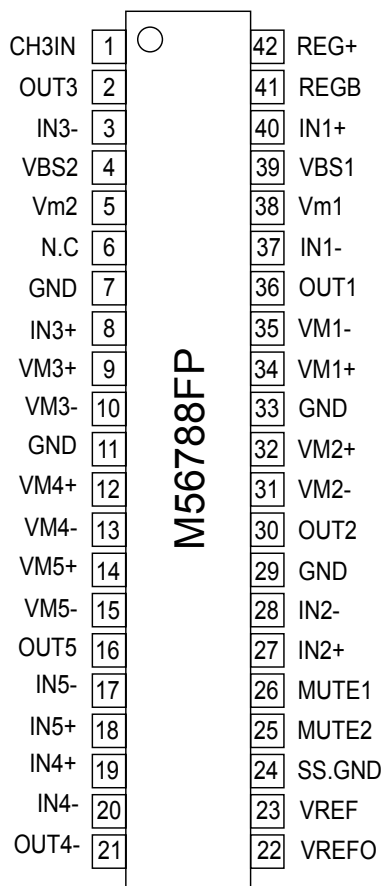 CH3IN 1 42 REG+
OUT3 2 41 REGB
IN3- 3 40 IN1+
VBS2 4 39 VBS1
Vm2 5 38 Vm1
N.C 6 37 IN1-
GND 7 36 OUT1
IN3+ 8 35 VM1-
VM3+ 9 34 VM1+
VM3- 10 33 GND
GND 11 32 VM2+
VM4+ 12 31 VM2-
VM4- 13 30 OUT2
VM5+ 14 29 GND
VM5- 15 28 IN2-
OUT5 16 27 IN2+
IN5- 17 26 MUTE1
IN5+ 18 25 MUTE2
IN4+ 19 24 SS.GND
IN4- 20 23 VREF
OUT4- 21 22 VREFO
M56788FP